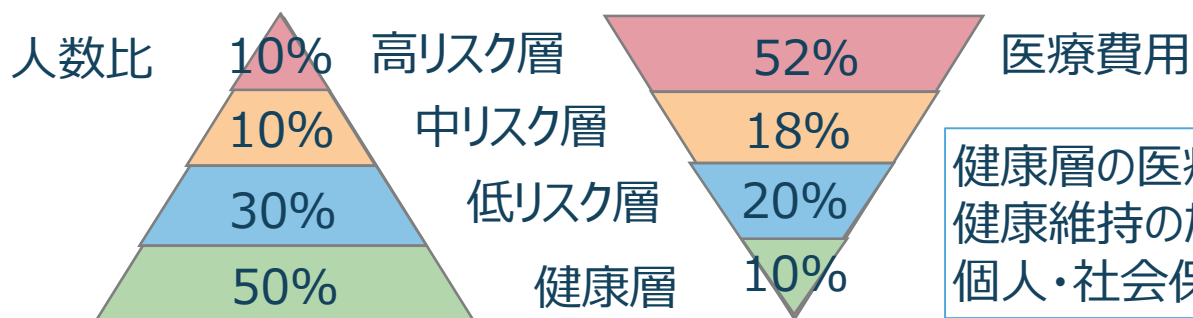 人数比
10%
高リスク層
52%
医療費用
10%
中リスク層
18%
30%
低リスク層
20%
50%
健康層
10%
健康層の医
健康維持の
個人・社会